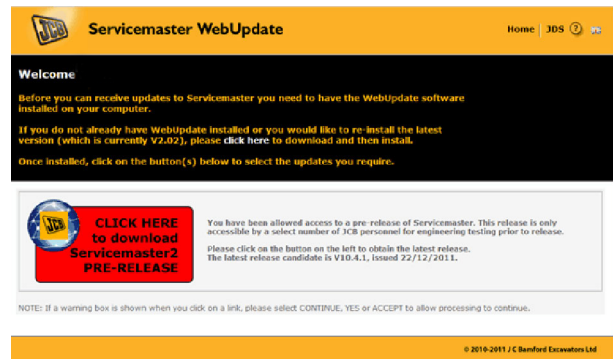 JCB Servicemaster WebUpdate Home | JDS ?
Welcome
Before you can receive updates to Servicemaster you need to have the WebUpdate software
installed on your computer.
If you do not already have WebUpdate installed or you would like to re-install the latest
version (which is currently V2.02), please click here to download and then install.
Once installed, click on the button(s) below to select the updates you require.
JCB
CLICK HERE
to download
Servicemaster2
PRE-RELEASE
You have been allowed access to a pre-release of Servicemaster. This release is only
accessible by a select number of JCB personnel for engineering testing prior to release.
Please click on the button on the left to obtain the latest release.
The latest release candidate is V10.4.1, issued 22/12/2011.
NOTE: If a warning box is shown when you click on a link, please select CONTINUE, YES or ACCEPT to allow processing to continue.
© 2010-2011 J C Bamford Excavators Ltd